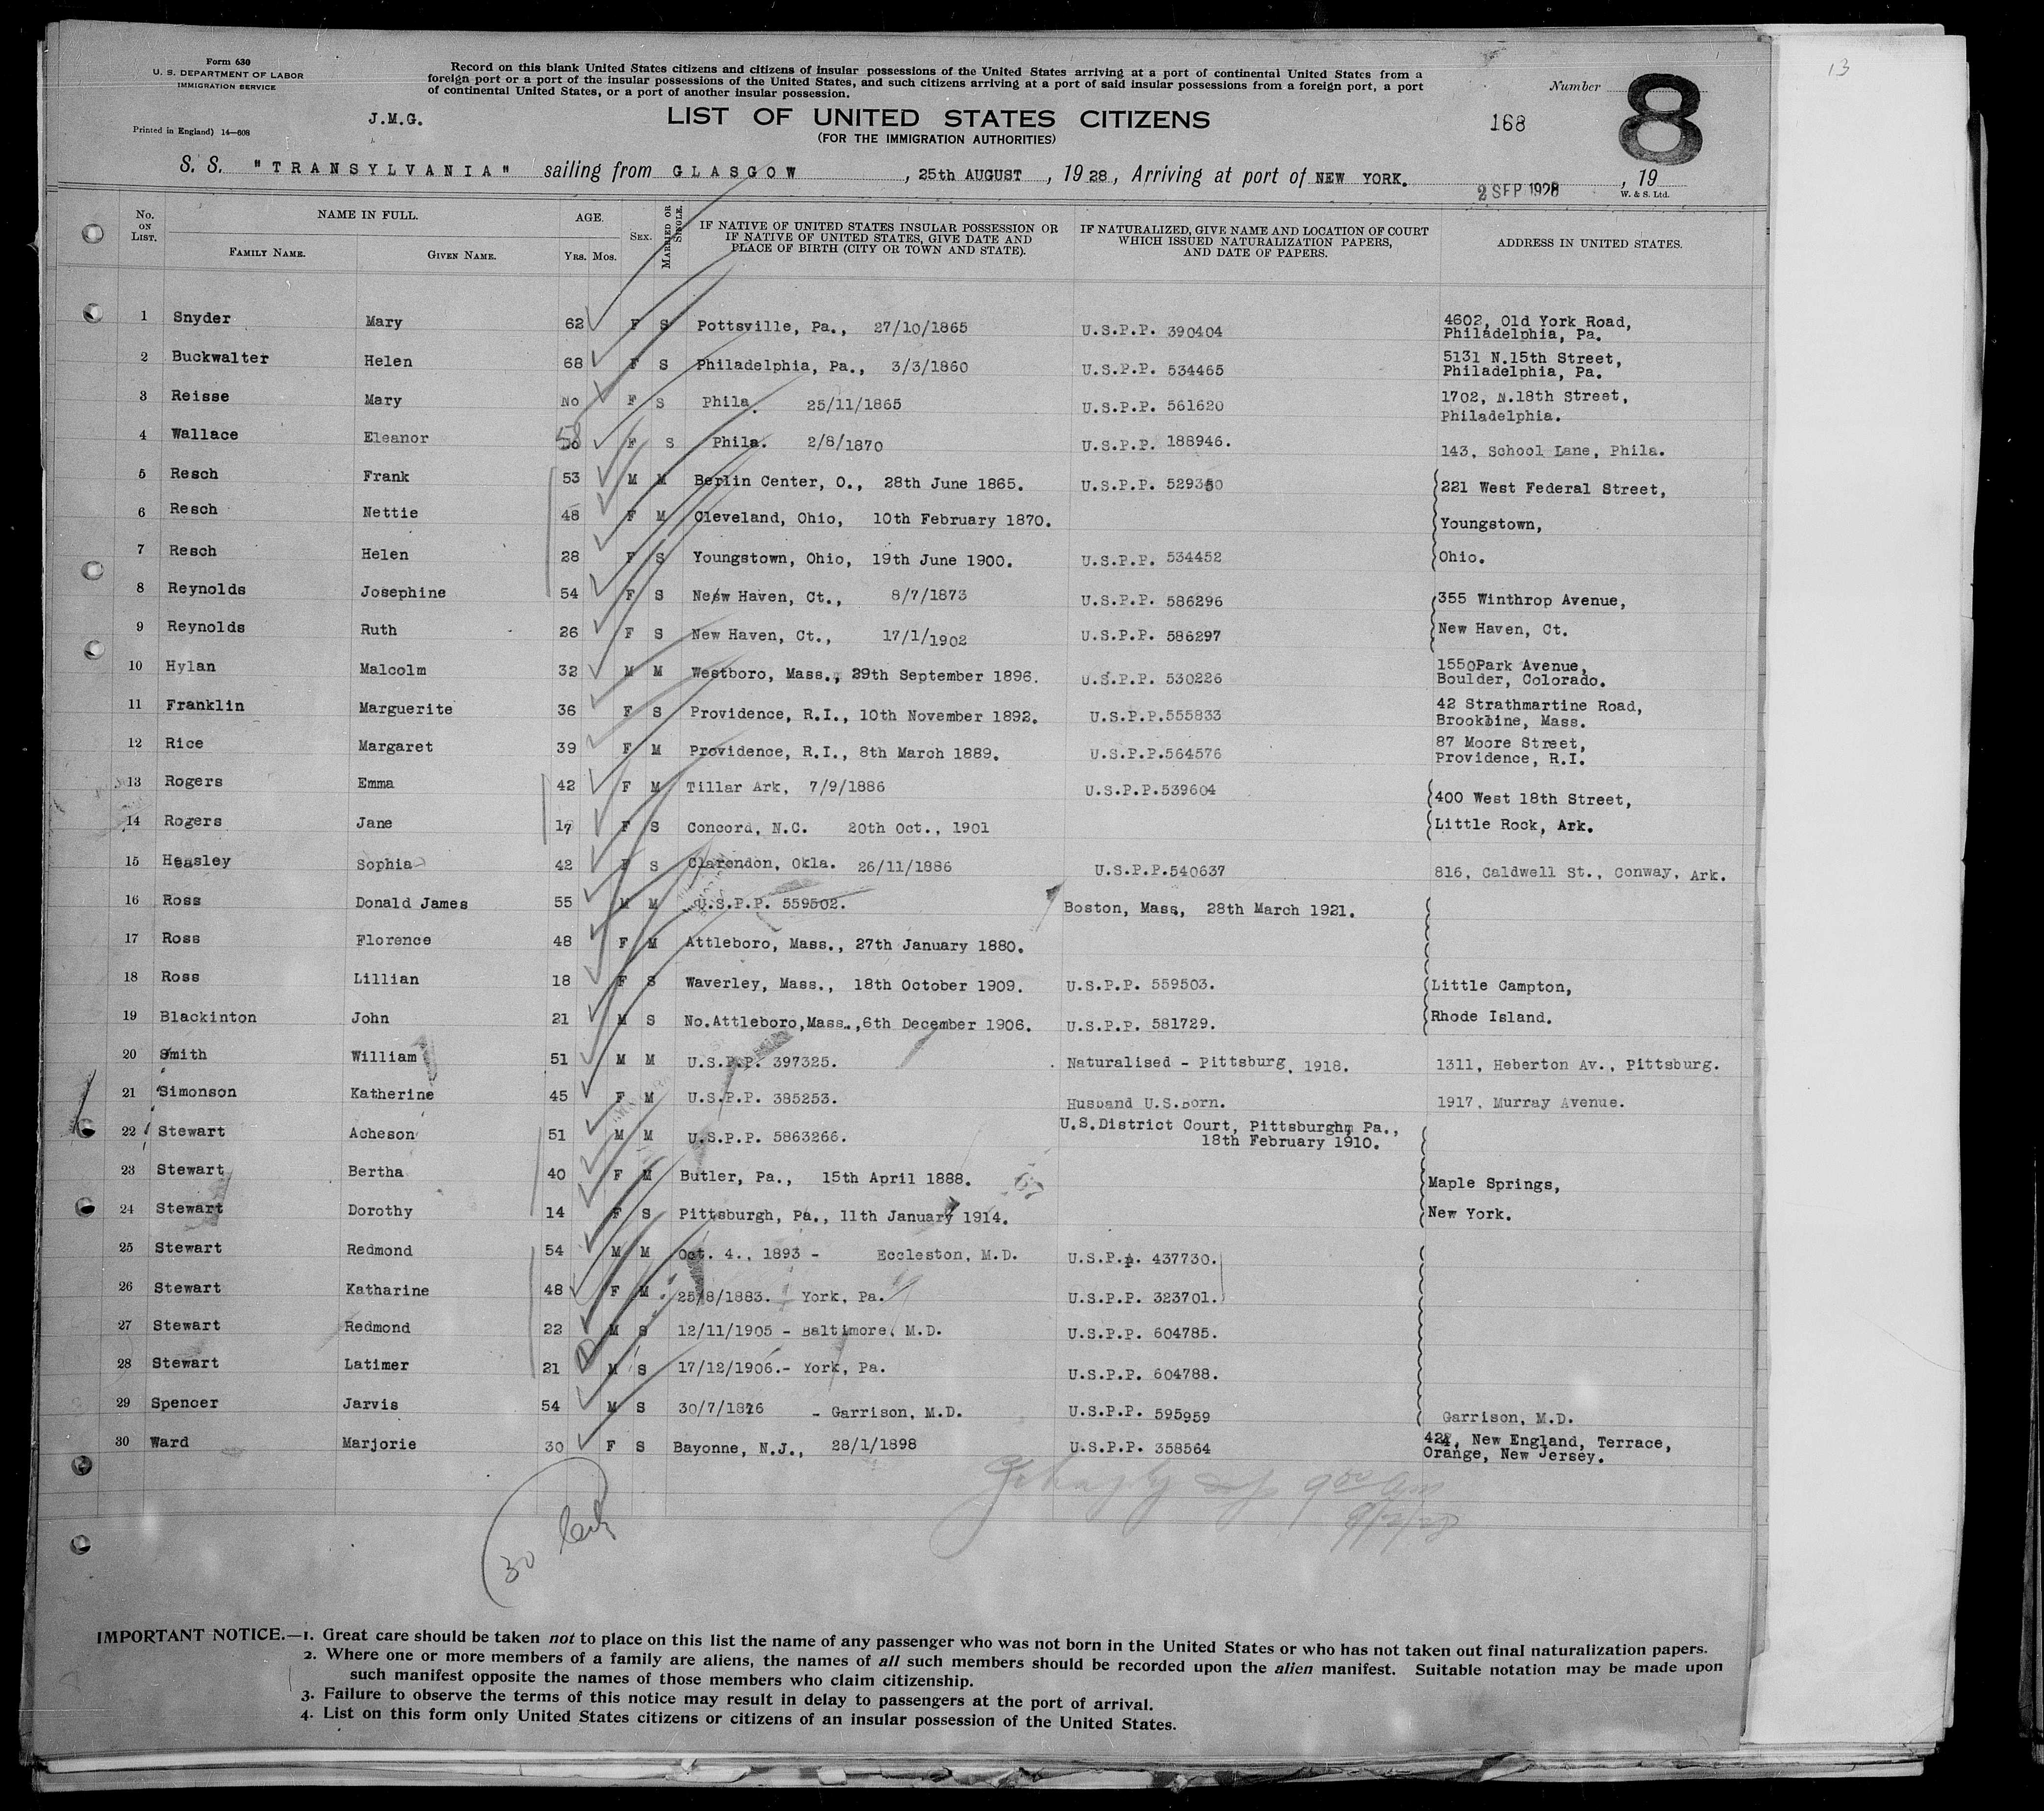 13
Form 630
U. S. DEPARTMENT OF LABOR
IMMIGRATION SERVICE
Printed in England) 14—608
J.M.G.
Record on this blank United States citizens and citizens of insular possessions of the United States arriving at a port of continental United States from a
foreign port or a port of the insular possessions of the United States, and such citizens arriving at a port of said insular possessions from a foreign port, a port
of continental United States, or a port of another insular possession.
Number 8
LIST OF UNITED STATES CITIZENS
168
(FOR THE IMMIGRATION AUTHORITIES)
S. S. "TRANSYLVANIA" sailing from GLASGOW, 25th AUGUST, 1928, Arriving at port of NEW YORK. 2 SEP 1928, 19
W. & S. Ltd.
No. ON LIST. NAME IN FULL. FAMILY NAME. GIVEN NAME. AGE. YRS. MOS. SEX. MARRIED OR SINGLE.
IF NATIVE OF UNITED STATES INSULAR POSSESSION OR
IF NATIVE OF UNITED STATES, GIVE DATE AND
PLACE OF BIRTH (CITY OR TOWN AND STATE).
IF NATURALIZED, GIVE NAME AND LOCATION OF COURT
WHICH ISSUED NATURALIZATION PAPERS,
AND DATE OF PAPERS.
ADDRESS IN UNITED STATES.
1 Snyder Mary 62 F S Pottsville, Pa., 27/10/1865 U.S.P.P. 390404 4602, Old York Road,
Philadelphia, Pa.
2 Buckwalter Helen 68 F S Philadelphia, Pa., 3/3/1860 U.S.P.P. 534465 5131 N.15th Street,
Philadelphia, Pa.
3 Reisse Mary No F S Phila. 25/11/1865 U.S.P.P. 561620 1702, N.18th Street,
Philadelphia.
4 Wallace Eleanor 58 F S Phila. 2/8/1870 U.S.P.P. 188946. 143, School Lane, Phila.
5 Resch Frank 53 M M Berlin Center, O., 28th June 1865. U.S.P.P. 529350 221 West Federal Street,
6 Resch Nettie 48 F M Cleveland, Ohio, 10th February 1870. Youngstown,
7 Resch Helen 28 F S Youngstown, Ohio, 19th June 1900. U.S.P.P. 534452 Ohio.
8 Reynolds Josephine 54 F S New Haven, Ct., 8/7/1873 U.S.P.P. 586296 355 Winthrop Avenue,
9 Reynolds Ruth 26 F S New Haven, Ct., 17/1/1902 U.S.P.P. 586297 New Haven, Ct.
10 Hylan Malcolm 32 M M Westboro, Mass., 29th September 1896. U.S.P.P. 530226 1550Park Avenue,
Boulder, Colorado.
11 Franklin Marguerite 36 F S Providence, R.I., 10th November 1892. U.S.P.P.555833 42 Strathmartine Road,
Brookbine, Mass.
12 Rice Margaret 39 F M Providence, R.I., 8th March 1889. U.S.P.P.564576 87 Moore Street,
Providence, R.I.
13 Rogers Emma 42 F M Tillar Ark, 7/9/1886 U.S.P.P.539604 400 West 18th Street,
14 Rogers Jane 17 F S Concord, N.C. 20th Oct., 1901 Little Rock, Ark.
15 Heasley Sophia 42 F S Clarendon, Okla. 26/11/1886 U.S.P.P.540637 816, Caldwell St., Conway, Ark.
16 Ross Donald James 55 M M U.S.P.P. 559502. Boston, Mass, 28th March 1921.
17 Ross Florence 48 F M Attleboro, Mass., 27th January 1880.
18 Ross Lillian 18 F S Waverley, Mass., 18th October 1909. U.S.P.P. 559503. Little Campton,
19 Blackinton John 21 M S No.Attleboro,Mass.,6th December 1906. U.S.P.P. 581729. Rhode Island.
20 Smith William 51 M M U.S.P.P. 397325. Naturalised - Pittsburg, 1918. 1311, Heberton Av., Pittsburg.
21 Simonson Katherine 45 F M U.S.P.P. 385253. Husband U.S.Born. 1917, Murray Avenue.
22 Stewart Acheson 51 M M U.S.P.P. 5863266. U.S.District Court, Pittsburgh, Pa.,
18th February 1910.
23 Stewart Bertha 40 F M Butler, Pa., 15th April 1888. Maple Springs,
24 Stewart Dorothy 14 F S Pittsburgh, Pa., 11th January 1914. New York.
25 Stewart Redmond 54 M M Oct. 4., 1893 - Eccleston, M.D. U.S.P.P. 437730.
26 Stewart Katharine 48 F M 25/8/1883. York, Pa. U.S.P.P. 323701.
27 Stewart Redmond 22 M S 12/11/1905 - Baltimore, M.D. U.S.P.P. 604785.
28 Stewart Latimer 21 M S 17/12/1906.- York, Pa. U.S.P.P. 604788.
29 Spencer Jarvis 54 M S 30/7/1876 - Garrison, M.D. U.S.P.P. 595959 Garrison, M.D.
30 Ward Marjorie 30 F S Bayonne, N.J., 28/1/1898 U.S.P.P. 358564 424, New England, Terrace,
Orange, New Jersey.
30
IMPORTANT NOTICE.—1. Great care should be taken not to place on this list the name of any passenger who was not born in the United States or who has not taken out final naturalization papers.
2. Where one or more members of a family are aliens, the names of all such members should be recorded upon the alien manifest. Suitable notation may be made upon
such manifest opposite the names of those members who claim citizenship.
3. Failure to observe the terms of this notice may result in delay to passengers at the port of arrival.
4. List on this form only United States citizens or citizens of an insular possession of the United States.